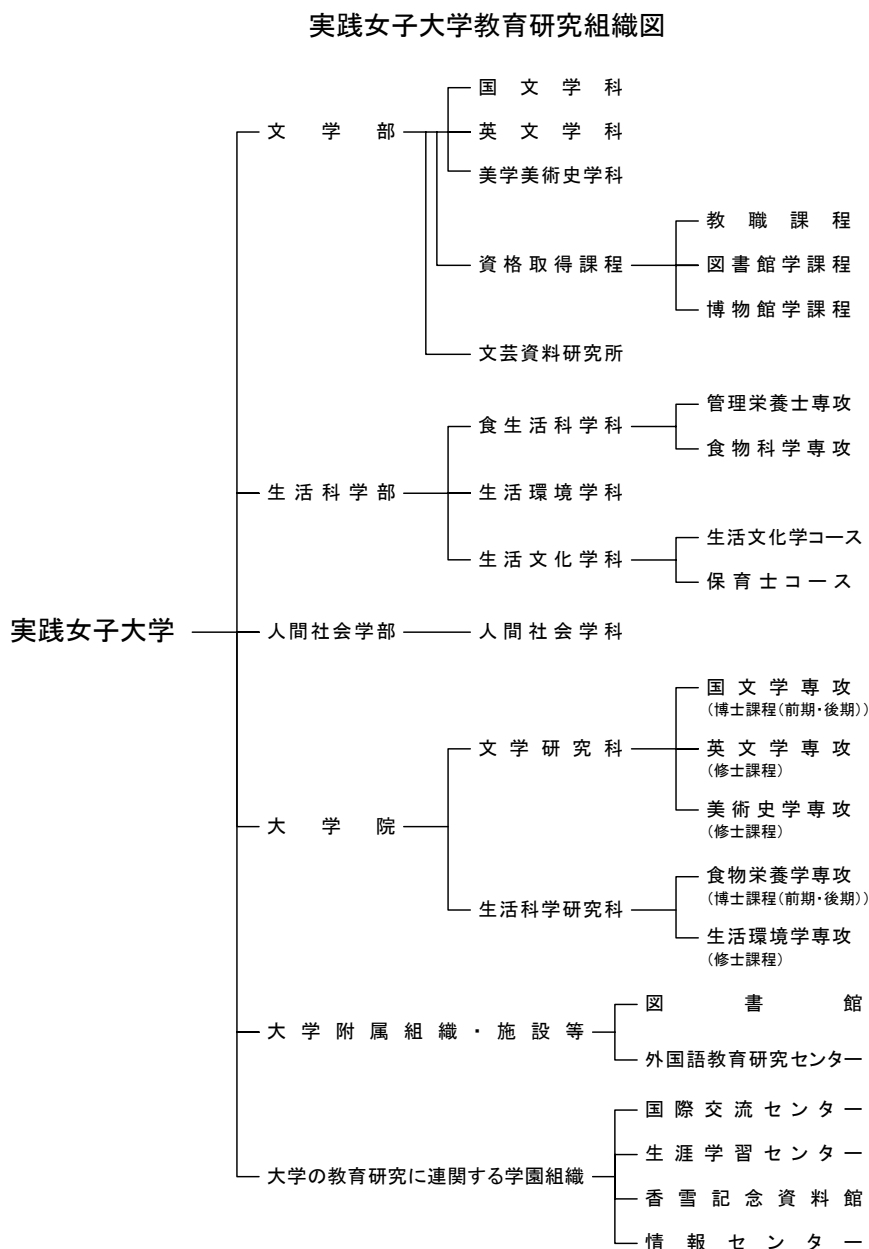 実践女子大学教育研究組織図
国文学科
文学部
英文学科
美学美術史学科
教職課程
資格取得課程
図書館学課程
博物館学課程
文芸資料研究所
管理栄養士専攻
食生活科学科
食物科学専攻
生活科学部
生活環境学科
生活文化学コース
生活文化学科
保育士コース
実践女子大学
人間社会学部
人間社会学科
国文学専攻
(博士課程(前期・後期))
文学研究科
英文学専攻
(修士課程)
美術史学専攻
(修士課程)
大学院
食物栄養学専攻
(博士課程(前期・後期))
生活科学研究科
生活環境学専攻
(修士課程)
図書館
大学附属組織・施設等
外国語教育研究センター
国際交流センター
生涯学習センター
大学の教育研究に連関する学園組織
香雪記念資料館
情報センター